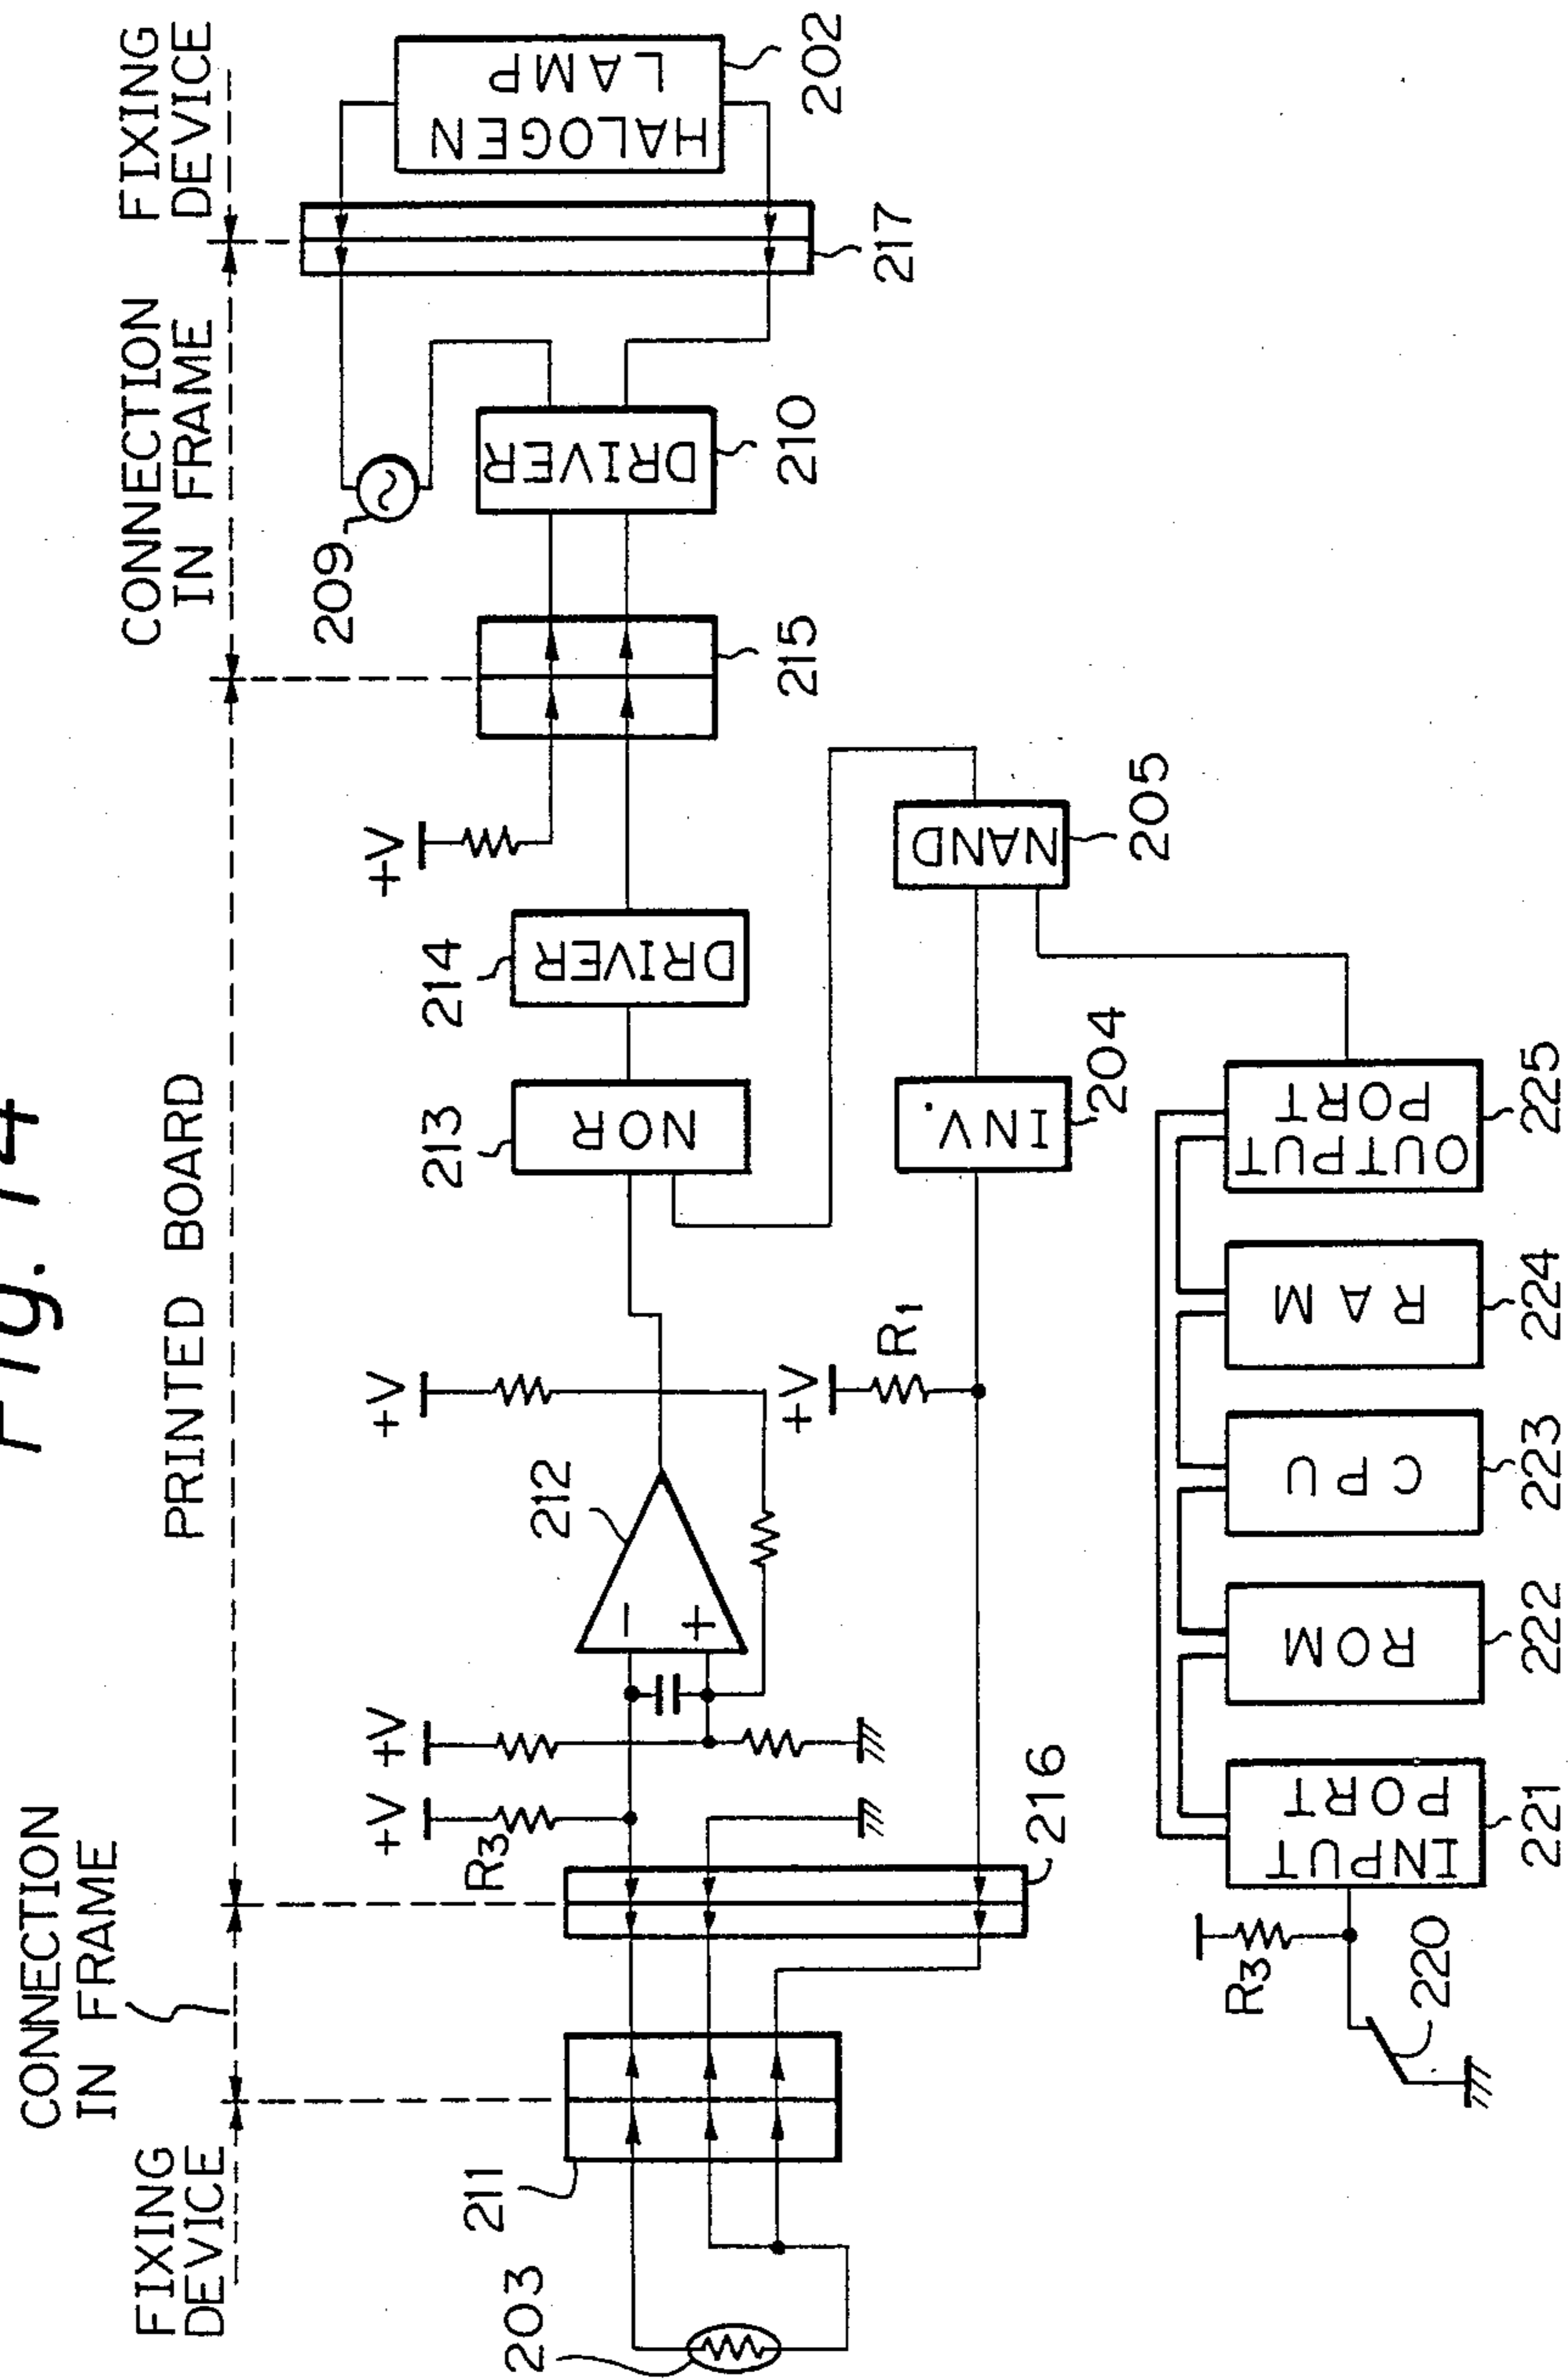 Fig. 14
CONNECTION
IN FRAME
FIXING
DEVICE
PRINTED BOARD
CONNECTION
IN FRAME
FIXING
DEVICE
203
211
+V
R3
+V
212
+V
213
NOR
214
DRIVER
+V
215
209
DRIVER
210
217
HALOGEN
LAMP
202
−
+
216
+V
R1
INV.
204
NAND
205
R3
220
INPUT
PORT
221
ROM
222
CPU
223
RAM
224
OUTPUT
PORT
225